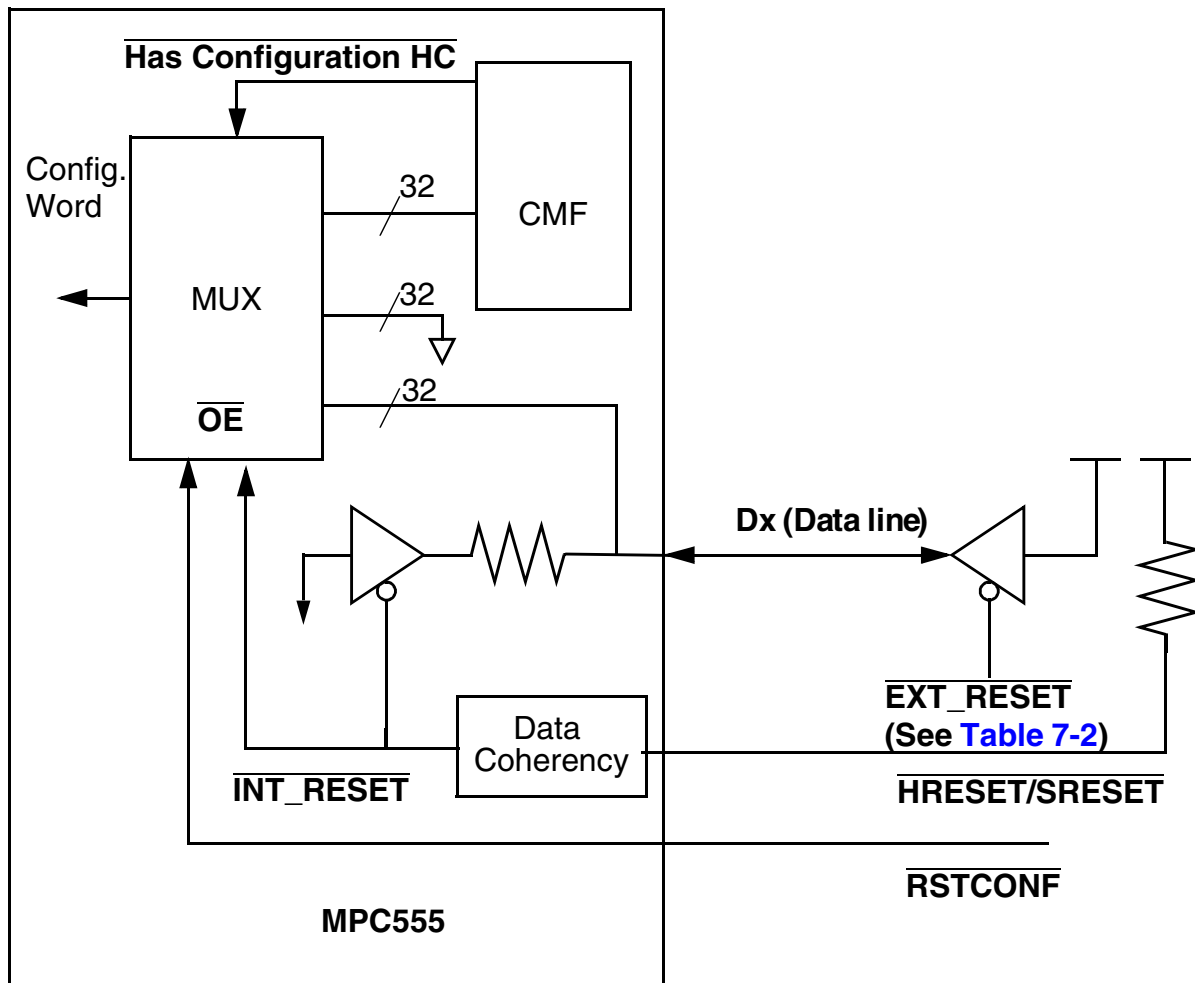 Has Configuration HC
Config.
Word
32
CMF
MUX
32
32
OE
Dx (Data line)
EXT_RESET
(See Table 7-2)
Data
Coherency
INT_RESET
HRESET/SRESET
RSTCONF
MPC555